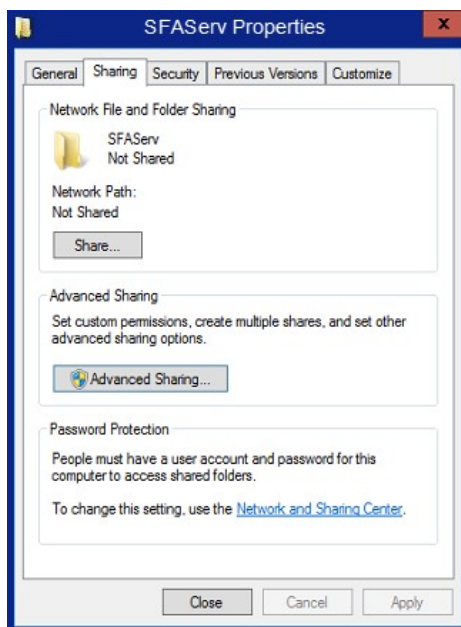 SFAServ Properties
x
General Sharing Security Previous Versions Customize
Network File and Folder Sharing
SFAServ
Not Shared
Network Path:
Not Shared
Share...
Advanced Sharing
Set custom permissions, create multiple shares, and set other
advanced sharing options.
Advanced Sharing...
Password Protection
People must have a user account and password for this
computer to access shared folders.
To change this setting, use the Network and Sharing Center.
Close Cancel Apply